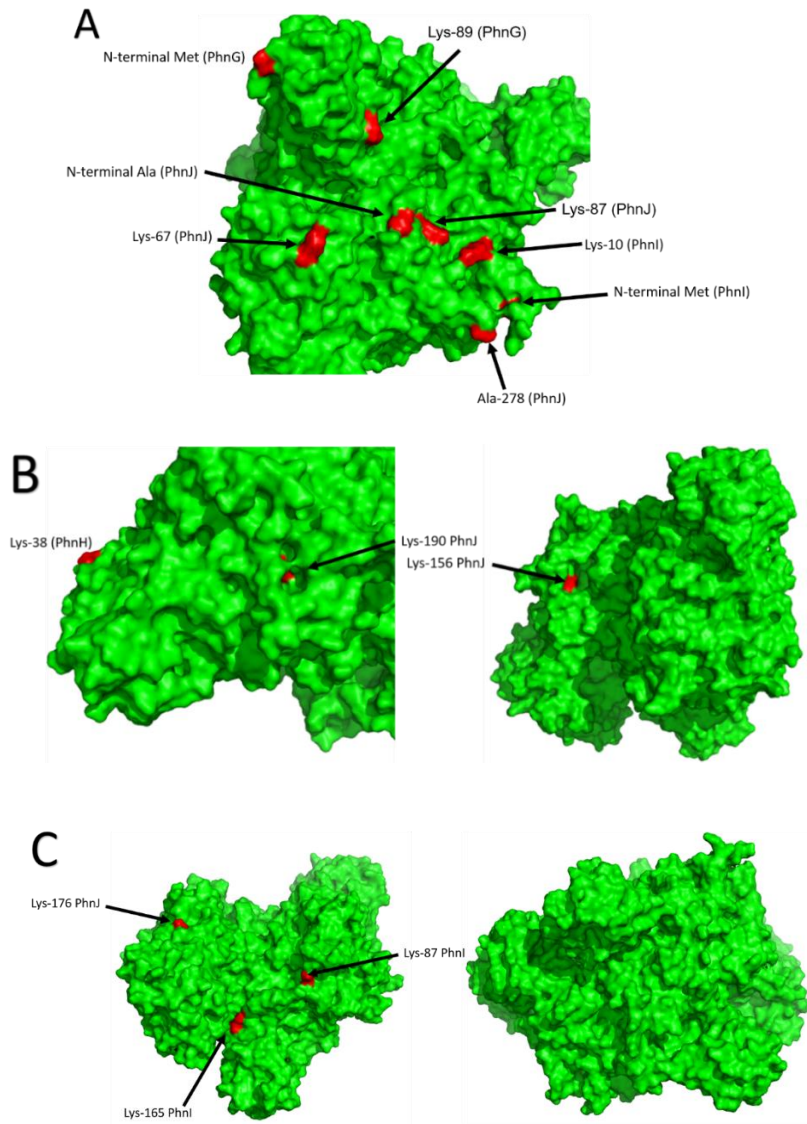 A
Lys-89 (PhnG)
N-terminal Met (PhnG)
N-terminal Ala (PhnJ)
Lys-87 (PhnJ)
Lys-67 (PhnJ)
Lys-10 (PhnI)
N-terminal Met (PhnI)
Ala-278 (PhnJ)
B
Lys-38 (PhnH)
Lys-190 PhnJ
Lys-156 PhnJ
C
Lys-176 PhnJ
Lys-87 PhnI
Lys-165 PhnI